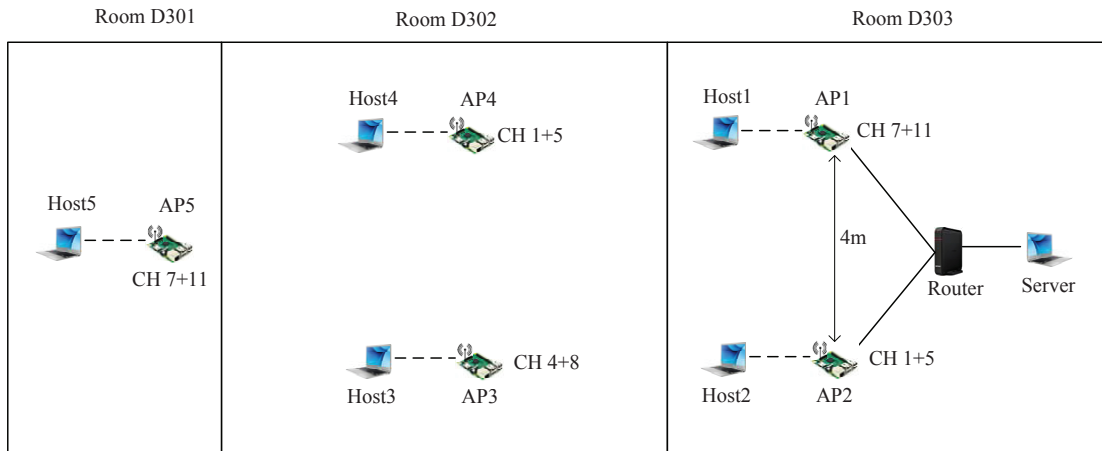 Room D301
Room D302
Room D303
Host4
AP4
CH 1+5
Host1
AP1
CH 7+11
Host5
AP5
CH 7+11
4m
Router
Server
Host3
AP3
CH 4+8
Host2
AP2
CH 1+5